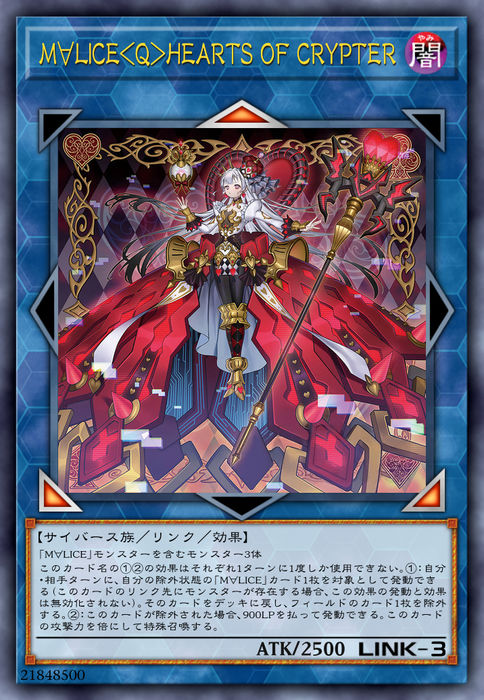 M∀LICE<Q>HEARTS OF CRYPTER
やみ
闇
【サイバース族／リンク／効果】
「M∀LICE」モンスターを含むモンスター3体
このカード名の①②の効果はそれぞれ1ターンに1度しか使用できない。①：自分
・相手ターンに、自分の除外状態の「M∀LICE」カード1枚を対象として発動でき
る(このカードのリンク先にモンスターが存在する場合、この効果の発動と効果
は無効化されない)。そのカードをデッキに戻し、フィールドのカード1枚を除外
する。②：このカードが除外された場合、900LPを払って発動できる。このカード
の攻撃力を倍にして特殊召喚する。
ATK/2500 LINK-3
21848500